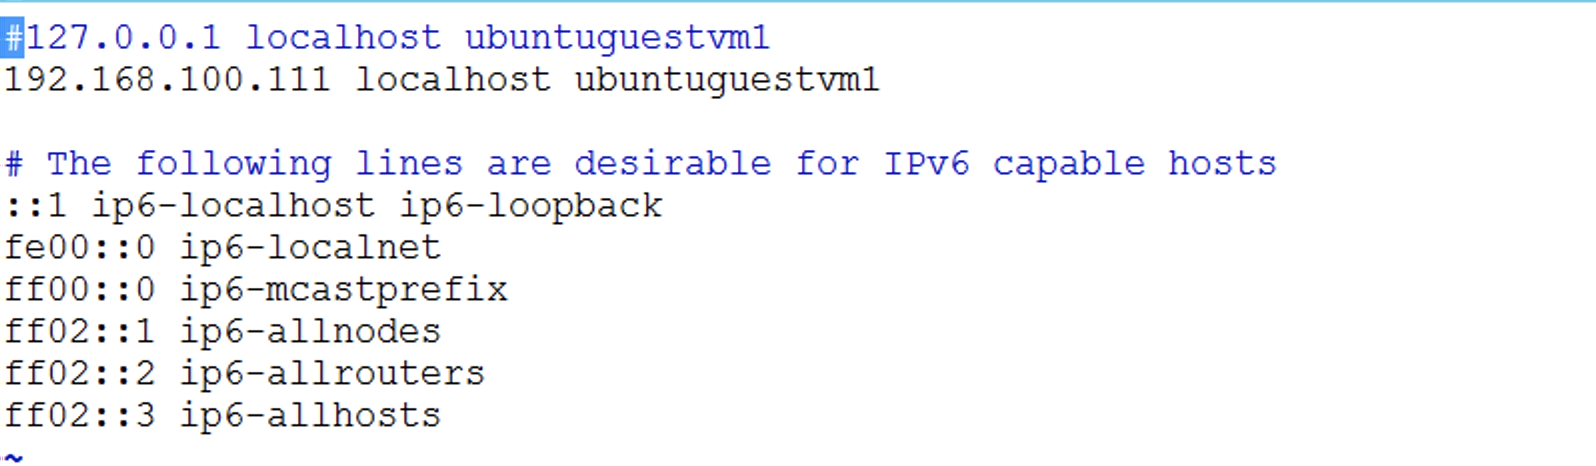 #127.0.0.1 localhost ubuntuguestvm1
192.168.100.111 localhost ubuntuguestvm1
# The following lines are desirable for IPv6 capable hosts
::1 ip6-localhost ip6-loopback
fe00::0 ip6-localnet
ff00::0 ip6-mcastprefix
ff02::1 ip6-allnodes
ff02::2 ip6-allrouters
ff02::3 ip6-allhosts
~